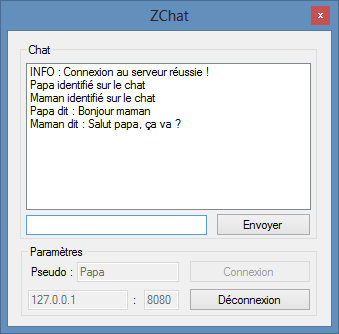 ZChat
x
Chat
INFO : Connexion au serveur réussie !
Papa identifié sur le chat
Maman identifié sur le chat
Papa dit : Bonjour maman
Maman dit : Salut papa, ça va ?
Envoyer
Paramètres
Pseudo : Papa Connexion
127.0.0.1 : 8080 Déconnexion